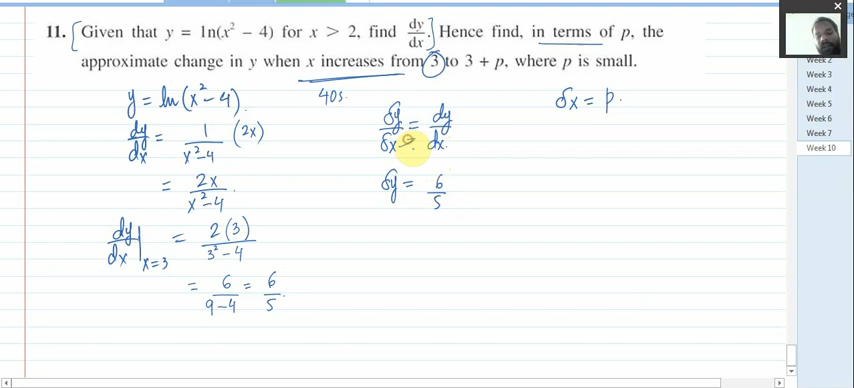 11. Given that y = ln(x² − 4) for x > 2, find dy/dx. Hence find, in terms of p, the
approximate change in y when x increases from 3 to 3 + p, where p is small.
y = ln(x²−4).
dy/dx = 1/(x²−4) (2x)
= 2x/(x²−4).
dy/dx |x=3 = 2(3)/(3²−4)
= 6/(9−4) = 6/5.
40s.
δy/δx = dy/dx.
δy = 6/5
δx = p.
Week 2
Week 3
Week 4
Week 5
Week 6
Week 7
Week 10